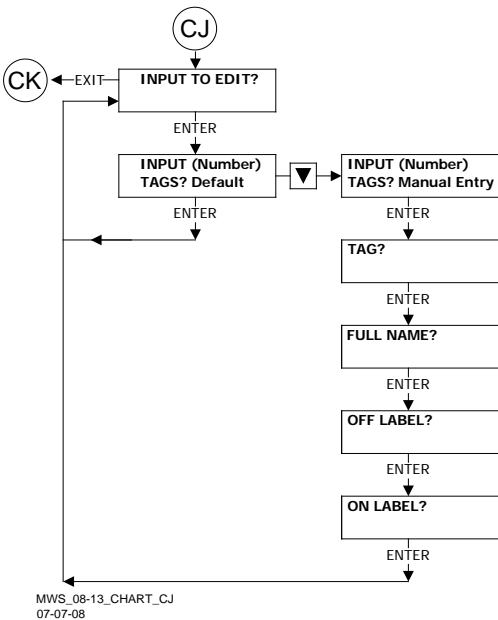 CJ
CK
EXIT
INPUT TO EDIT?
ENTER
INPUT (Number)
TAGS? Default
INPUT (Number)
TAGS? Manual Entry
ENTER
ENTER
TAG?
ENTER
FULL NAME?
ENTER
OFF LABEL?
ENTER
ON LABEL?
ENTER
MWS_08-13_CHART_CJ
07-07-08